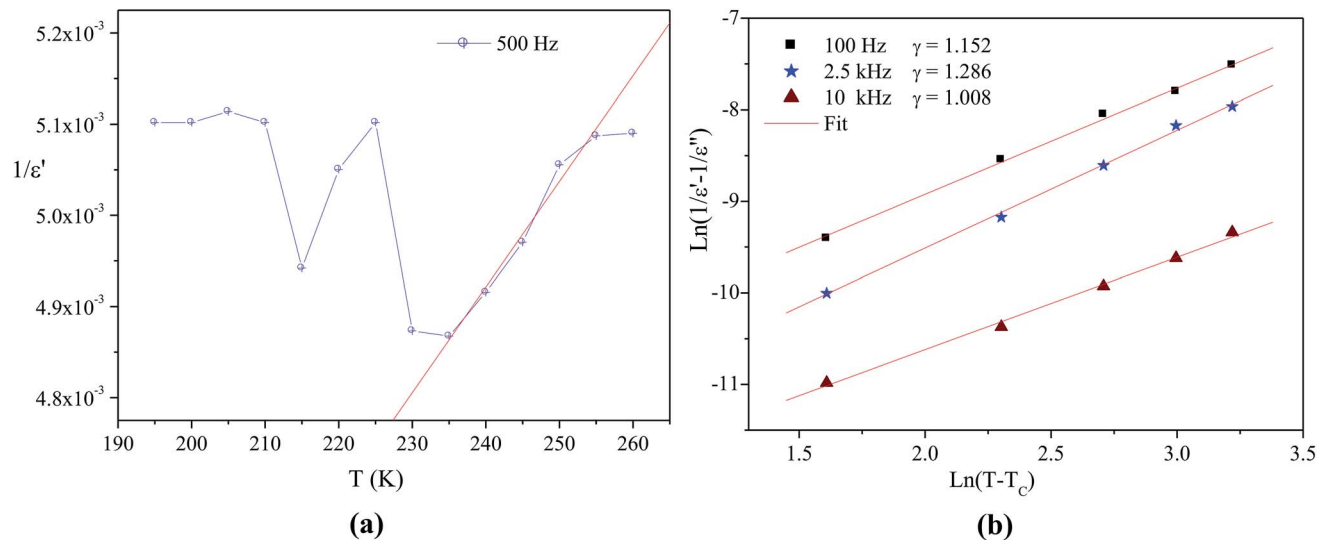 5.2x10⁻³
5.1x10⁻³
1/ε'
5.0x10⁻³
4.9x10⁻³
4.8x10⁻³
500 Hz
190 200 210 220 230 240 250 260
T (K)
(a)
-7
-8
-9
-10
-11
Ln(1/ε'-1/ε'')
100 Hz γ = 1.152
2.5 kHz γ = 1.286
10 kHz γ = 1.008
Fit
1.5 2.0 2.5 3.0 3.5
Ln(T-T_C)
(b)